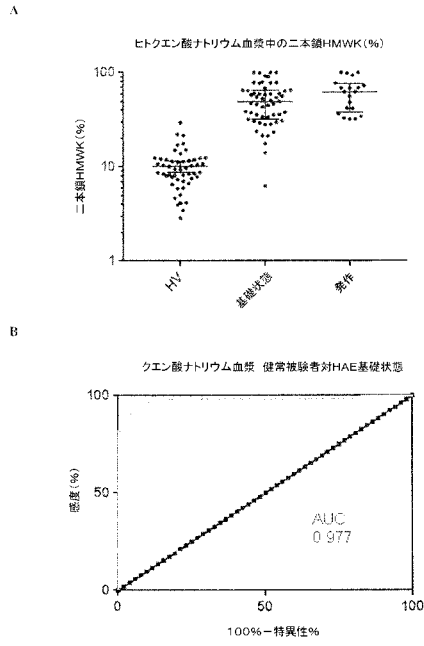 A
ヒトクエン酸ナトリウム血漿中の二本鎖HMWK(%)
二本鎖HMWK(%)
100
10
1
HV
基礎状態
発作
B
クエン酸ナトリウム血漿 健常被験者対HAE基礎状態
感度(%)
100
50
0
AUC
0 977
0
50
100
100%-特異性%